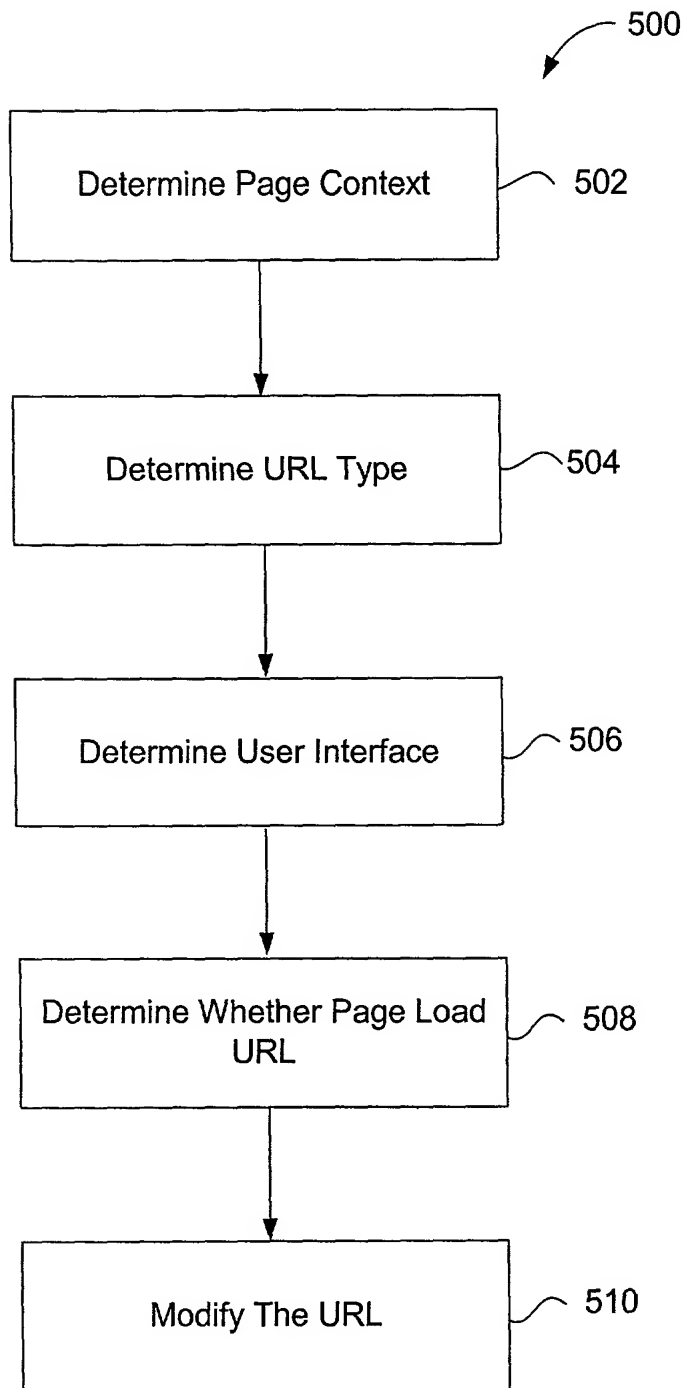 500
Determine Page Context
502
Determine URL Type
504
Determine User Interface
506
Determine Whether Page Load
URL
508
Modify The URL
510